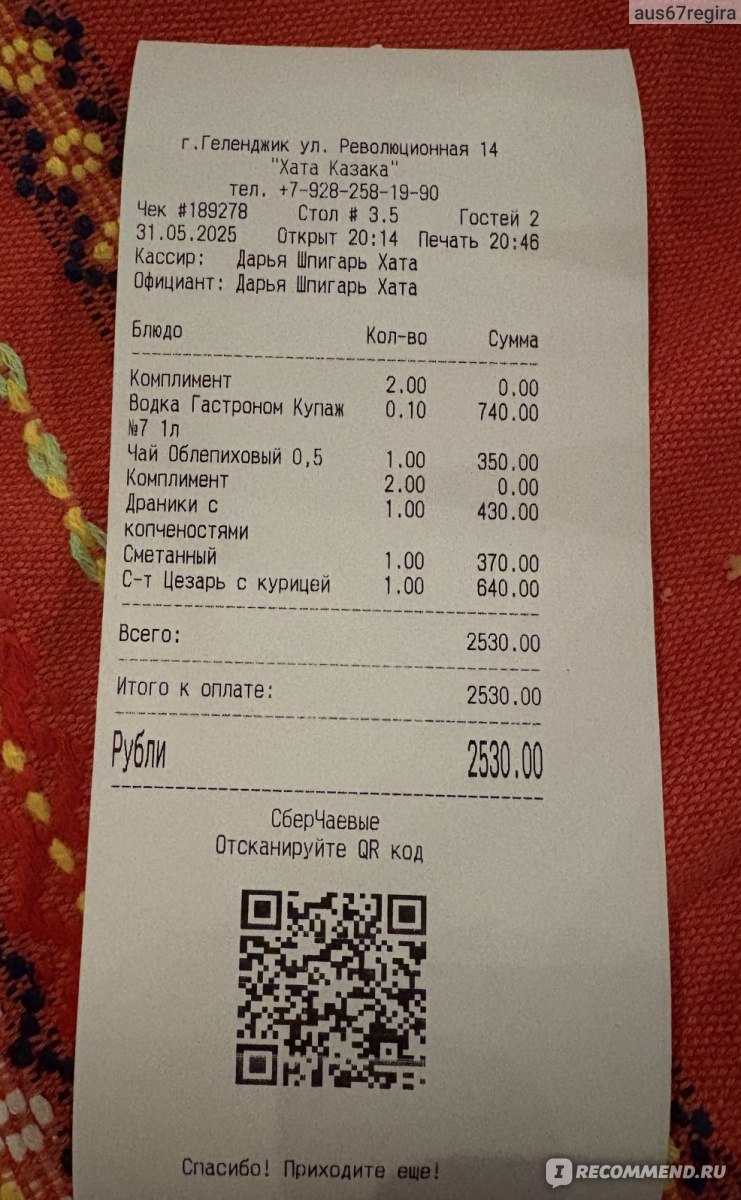 aus67regira
г.Геленджик ул. Революционная 14
"Хата Казака"
тел. +7-928-258-19-90
Чек #189278 Стол # 3.5 Гостей 2
31.05.2025 Открыт 20:14 Печать 20:46
Кассир: Дарья Шпигарь Хата
Официант: Дарья Шпигарь Хата
Блюдо Кол-во Сумма
Комплимент 2.00 0.00
Водка Гастроном Купаж 0.10 740.00
№7 1л
Чай Облепиховый 0,5 1.00 350.00
Комплимент 2.00 0.00
Драники с 1.00 430.00
копченостями
Сметанный 1.00 370.00
С-т Цезарь с курицей 1.00 640.00
Всего: 2530.00
Итого к оплате: 2530.00
Рубли 2530.00
СберЧаевые
Отсканируйте QR код
Спасибо! Приходите еще!
IRECOMMEND.RU